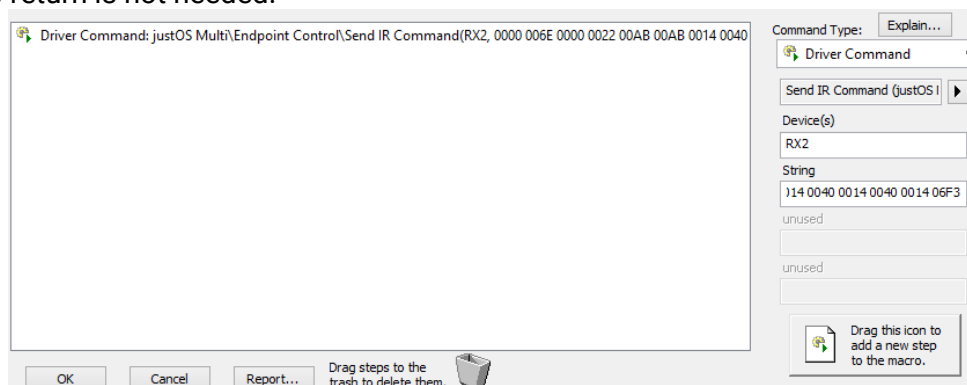 return is not needed.
Driver Command: justOS Multi\Endpoint Control\Send IR Command(RX2, 0000 006E 0000 0022 00AB 00AB 0014 0040
Command Type:
Explain...
Driver Command
Send IR Command (justOS
Device(s)
RX2
String
014 0040 0014 0040 0014 06F3
unused
unused
Drag this icon to
add a new step
to the macro.
OK
Cancel
Report...
Drag steps to the
trash to delete them.